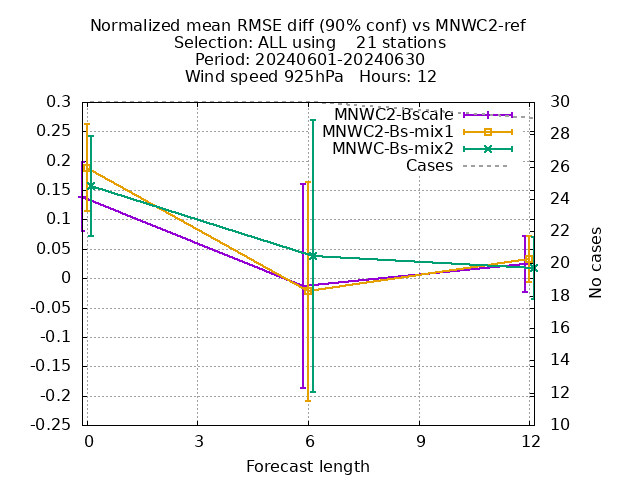 Normalized mean RMSE diff (90% conf) vs MNWC2-ref
Selection: ALL using    21 stations
Period: 20240601-20240630
Wind speed 925hPa   Hours: 12
MNWC2-Bscale
MNWC2-Bs-mix1
MNWC-Bs-mix2
Cases
0.3
0.25
0.2
0.15
0.1
0.05
0
-0.05
-0.1
-0.15
-0.2
-0.25
30
28
26
24
22
20
18
16
14
12
10
No cases
0 3 6 9 12
Forecast length